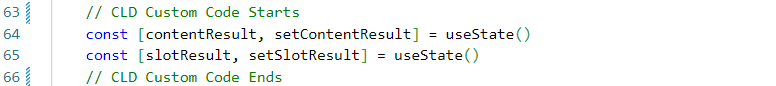 63 // CLD Custom Code Starts
64 const [contentResult, setContentResult] = useState()
65 const [slotResult, setSlotResult] = useState()
66 // CLD Custom Code Ends